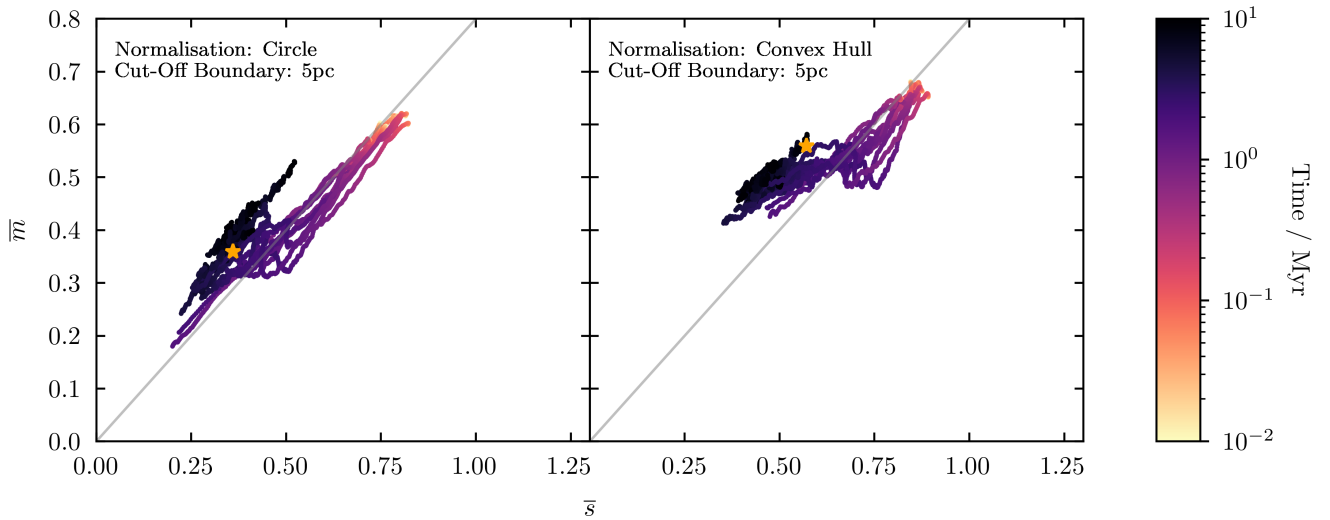 Normalisation: Circle
Cut-Off Boundary: 5pc
Normalisation: Convex Hull
Cut-Off Boundary: 5pc
0.8
0.7
0.6
0.5
0.4
0.3
0.2
0.1
0.0
m̅
0.00 0.25 0.50 0.75 1.00 1.25
0.25 0.50 0.75 1.00 1.25
s̅
10¹
10⁰
10⁻¹
10⁻²
Time / Myr